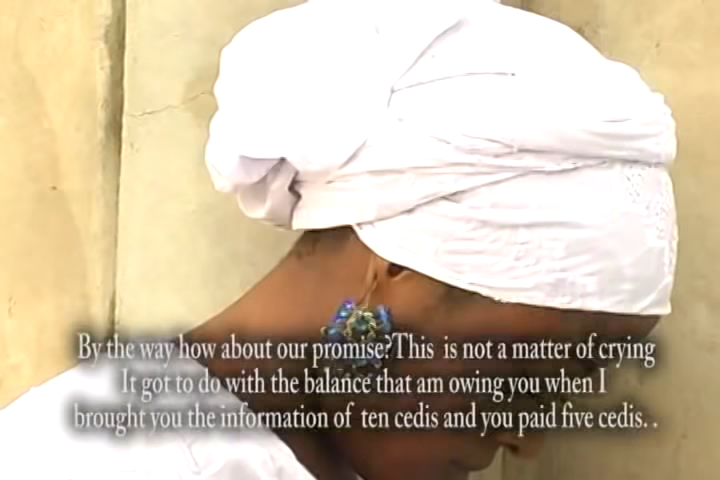 By the way how about our promise?This is not a matter of crying
It got to do with the balance that am owing you when I
brought you the information of ten cedis and you paid five cedis. .